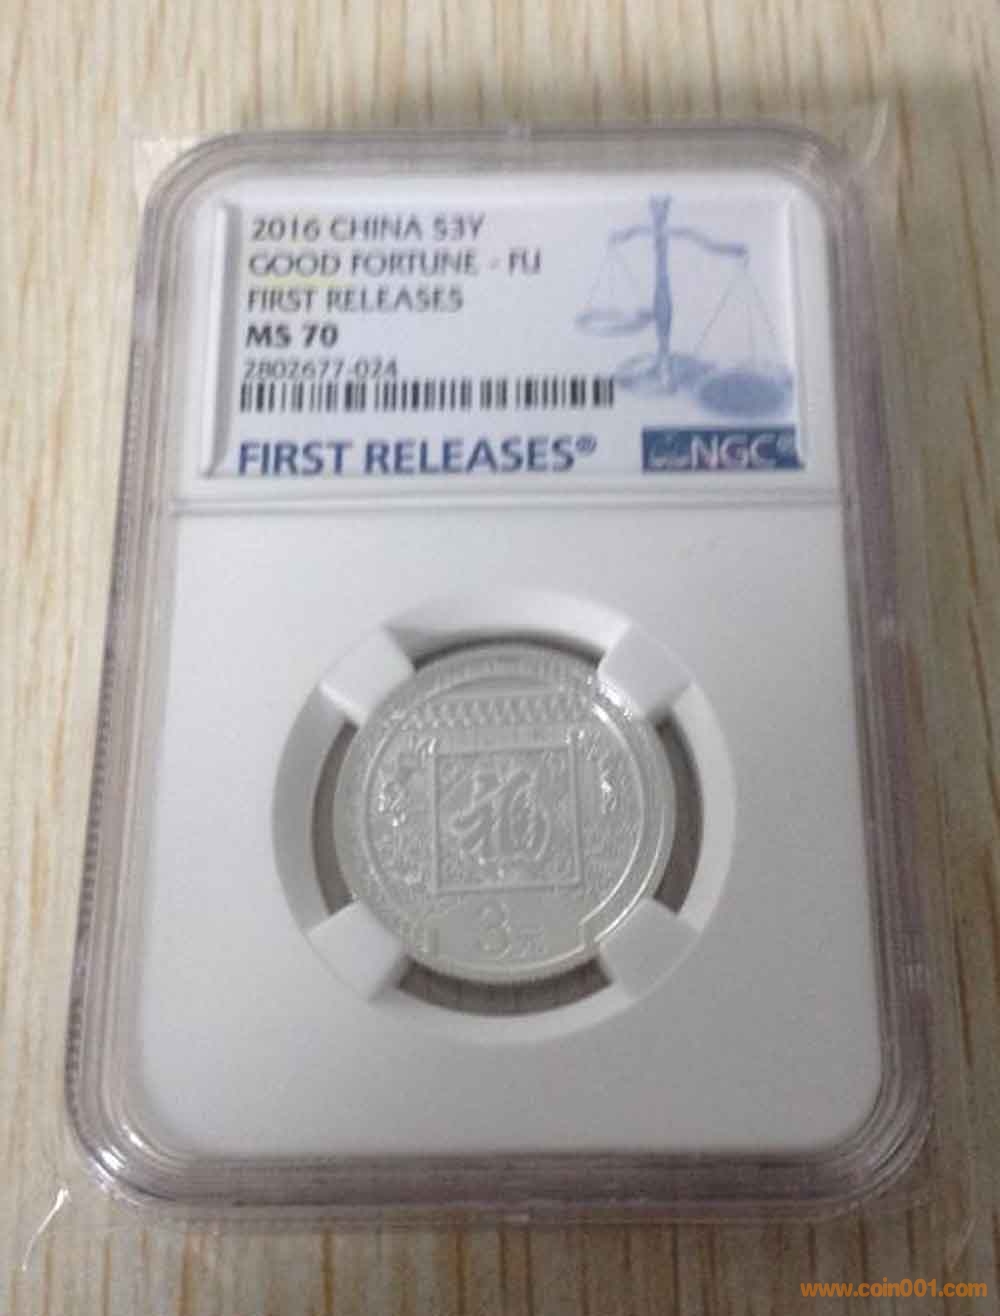 2016 CHINA S3Y
GOOD FORTUNE - FU
FIRST RELEASES
MS 70
2802677-024
FIRST RELEASES®
NGC®
福
3元
www.coin001.com